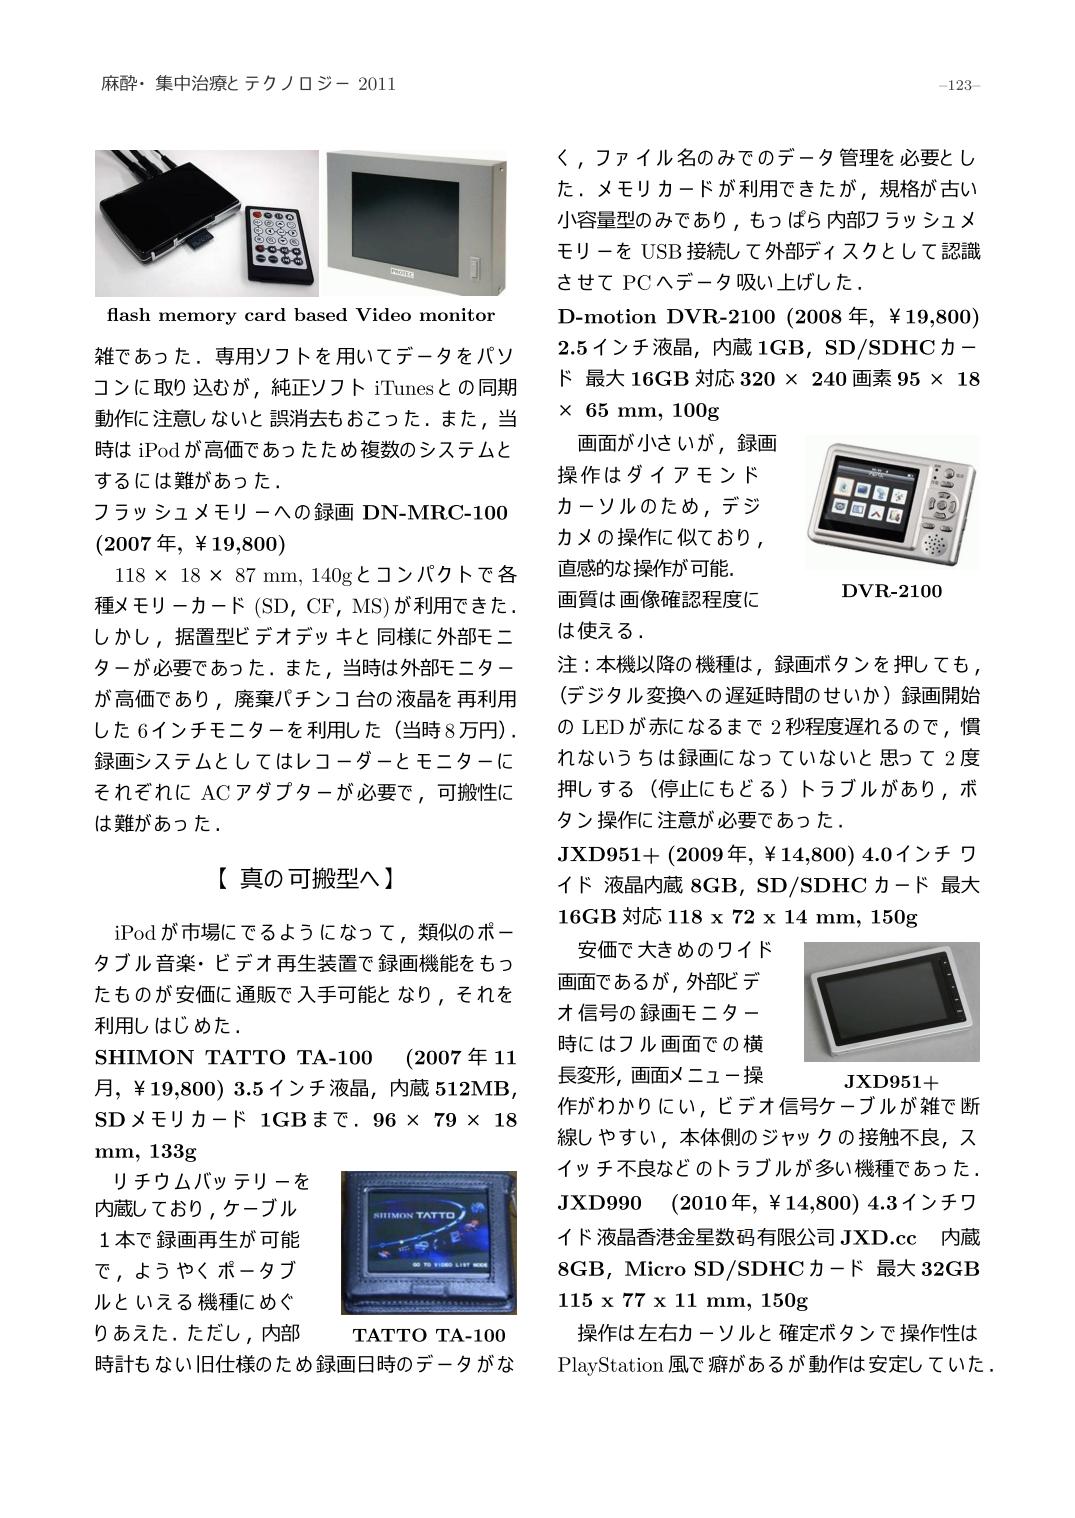 麻酔・集中治療とテクノロジー 2011
–123–
PROTEC
flash memory card based Video monitor
雑であった．専用ソフトを用いてデータをパソ
コンに取り込むが，純正ソフト iTunesとの同期
動作に注意しないと誤消去もおこった．また，当
時は iPodが高価であったため複数のシステムと
するには難があった．
フラッシュメモリーへの録画 DN-MRC-100
(2007 年, ￥19,800)
118 × 18 × 87 mm, 140gとコンパクトで各
種メモリーカード (SD，CF，MS)が利用できた．
しかし，据置型ビデオデッキと同様に外部モニ
ターが必要であった．また，当時は外部モニター
が高価であり，廃棄パチンコ台の液晶を再利用
した 6インチモニターを利用した（当時8万円）．
録画システムとしてはレコーダーとモニターに
それぞれに ACアダプターが必要で，可搬性に
は難があった．
【 真の可搬型へ】
iPodが市場にでるようになって，類似のポー
タブル音楽・ビデオ再生装置で録画機能をもっ
たものが安価に通販で入手可能となり，それを
利用しはじめた．
SHIMON TATTO TA-100 (2007 年 11
月, ￥19,800) 3.5インチ液晶，内蔵 512MB,
SDメモリカード 1GBまで．96 × 79 × 18
mm, 133g
リチウムバッテリーを
内蔵しており，ケーブル
１本で録画再生が可能
で，ようやくポータブ
ルといえる機種にめぐ
りあえた．ただし，内部
SHIMON TATTO
GO TO VIDEO LIST MODE
TATTO TA-100
時計もない旧仕様のため録画日時のデータがな
く，ファイル名のみでのデータ管理を必要とし
た．メモリカードが利用できたが，規格が古い
小容量型のみであり，もっぱら内部フラッシュメ
モリーを USB接続して外部ディスクとして認識
させて PCへデータ吸い上げした．
D-motion DVR-2100 (2008 年, ￥19,800)
2.5インチ液晶，内蔵 1GB，SD/SDHCカー
ド 最大 16GB 対応 320 × 240 画素 95 × 18
× 65 mm, 100g
画面が小さいが，録画
操作はダイアモンド
カーソルのため，デジ
カメの操作に似ており，
直感的な操作が可能．
画質は画像確認程度に
は使える．
DVR-2100
注：本機以降の機種は，録画ボタンを押しても，
（デジタル変換への遅延時間のせいか）録画開始
の LEDが赤になるまで 2秒程度遅れるので，慣
れないうちは録画になっていないと思って 2 度
押しする（停止にもどる）トラブルがあり，ボ
タン操作に注意が必要であった．
JXD951+ (2009年, ￥14,800) 4.0インチ ワ
イド 液晶内蔵 8GB，SD/SDHC カード 最大
16GB 対応 118 x 72 x 14 mm, 150g
安価で大きめのワイド
画面であるが，外部ビデ
オ信号の録画モニター
時にはフル画面での横
長変形，画面メニュー操
JXD951+
作がわかりにい，ビデオ信号ケーブルが雑で断
線しやすい，本体側のジャックの接触不良，ス
イッチ不良などのトラブルが多い機種であった．
JXD990 (2010年, ￥14,800) 4.3インチワ
イド液晶香港金星数码有限公司 JXD.cc 内蔵
8GB，Micro SD/SDHCカード 最大 32GB
115 x 77 x 11 mm, 150g
操作は左右カーソルと確定ボタンで操作性は
PlayStation 風で癖があるが動作は安定していた．